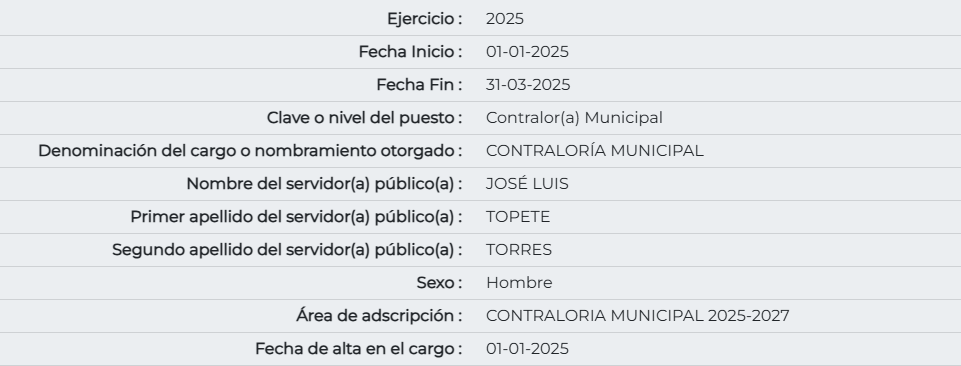 Ejercicio : 2025
Fecha Inicio : 01-01-2025
Fecha Fin : 31-03-2025
Clave o nivel del puesto : Contralor(a) Municipal
Denominación del cargo o nombramiento otorgado : CONTRALORÍA MUNICIPAL
Nombre del servidor(a) público(a) : JOSÉ LUIS
Primer apellido del servidor(a) público(a) : TOPETE
Segundo apellido del servidor(a) público(a) : TORRES
Sexo : Hombre
Área de adscripción : CONTRALORIA MUNICIPAL 2025-2027
Fecha de alta en el cargo : 01-01-2025